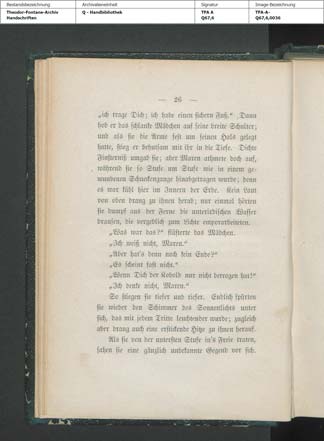 Bestandsbezeichnung Archivalieneinheit Signatur Image-Bezeichnung
Theodor-Fontane-Archiv Q - Handbibliothek TFA A TFA-A-
Handschriften Q67,6 Q67,6,0036
— 26 —
„ich trage Dich; ich habe einen sichern Fuß.“ Dann
hob er das schlanke Mädchen auf seine breite Schulter;
und als sie die Arme fest um seinen Hals gelegt
hatte, stieg er behutsam mit ihr in die Tiefe. Dichte
Finsterniß umgab sie; aber Maren athmete doch auf,
während sie so Stufe um Stufe wie in einem ge-
wundenen Schneckengange hinabgetragen wurde; denn
es war kühl hier im Innern der Erde. Kein Laut
von oben drang zu ihnen herab; nur einmal hörten
sie dumpf aus der Ferne die unterirdischen Wasser
brausen, die vergeblich zum Lichte emporarbeiteten.
„Was war das?“ flüsterte das Mädchen.
„Ich weiß nicht, Maren.“
„Aber hat's denn noch kein Ende?“
„Es scheint fast nicht.“
„Wenn Dich der Kobold nur nicht betrogen hat!“
„Ich denke nicht, Maren.“
So stiegen sie tiefer und tiefer. Endlich spürten
sie wieder den Schimmer des Sonnenlichts unter
sich, das mit jedem Tritte leuchtender wurde; zugleich
aber drang auch eine erstickende Hitze zu ihnen herauf.
Als sie von der untersten Stufe in's Freie traten,
sahen sie eine gänzlich unbekannte Gegend vor sich.